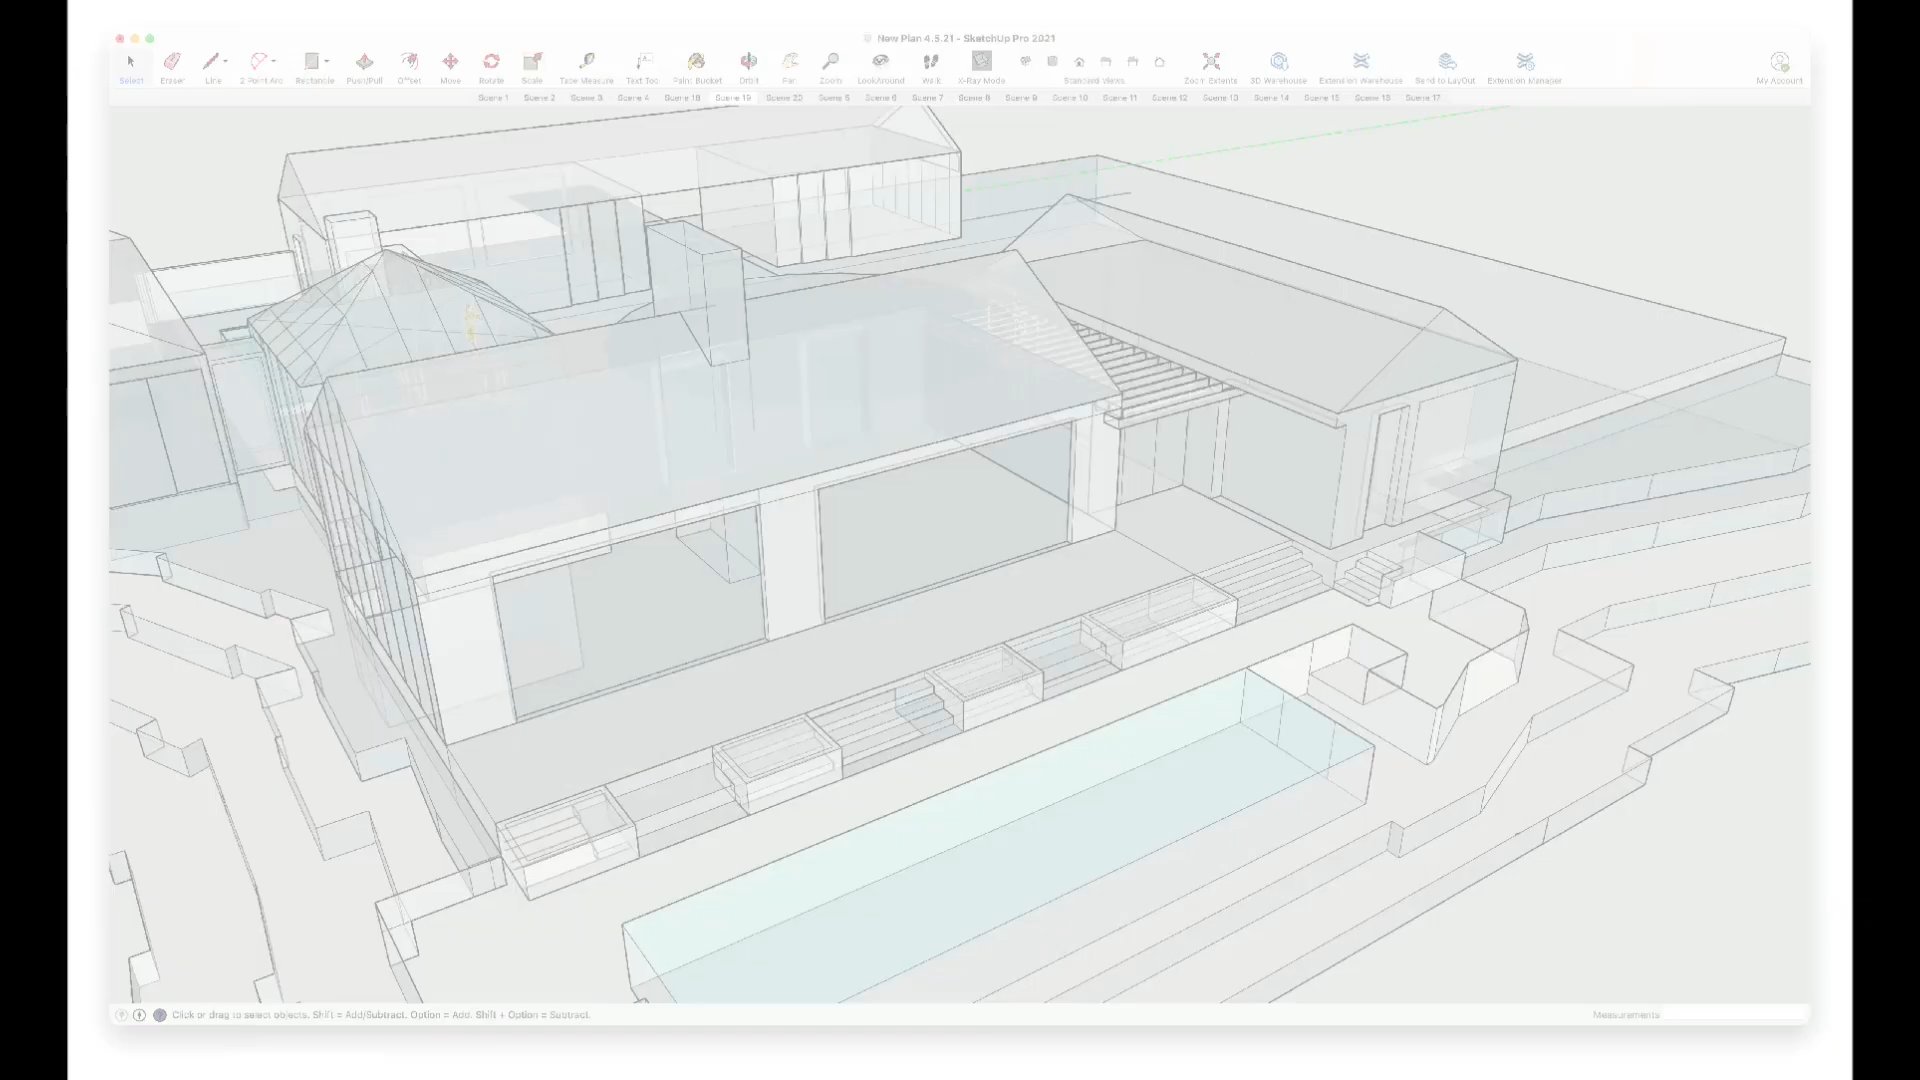 New Plan 4.5.21 - SketchUp Pro 2021
Select Eraser Line 2 Point Arc Rectangle Push/Pull Offset Move Rotate Scale Tape Measure Text Tool Paint Bucket Orbit Pan Zoom LookAround Walk X-Ray Mode Standard Views Zoom Extents 3D Warehouse Extension Warehouse Send to LayOut Extension Manager My Account
Scene 1 Scene 2 Scene 3 Scene 4 Scene 18 Scene 19 Scene 20 Scene 5 Scene 6 Scene 7 Scene 8 Scene 9 Scene 10 Scene 11 Scene 12 Scene 13 Scene 14 Scene 15 Scene 16 Scene 17
Click or drag to select objects. Shift = Add/Subtract. Option = Add. Shift + Option = Subtract. Measurements